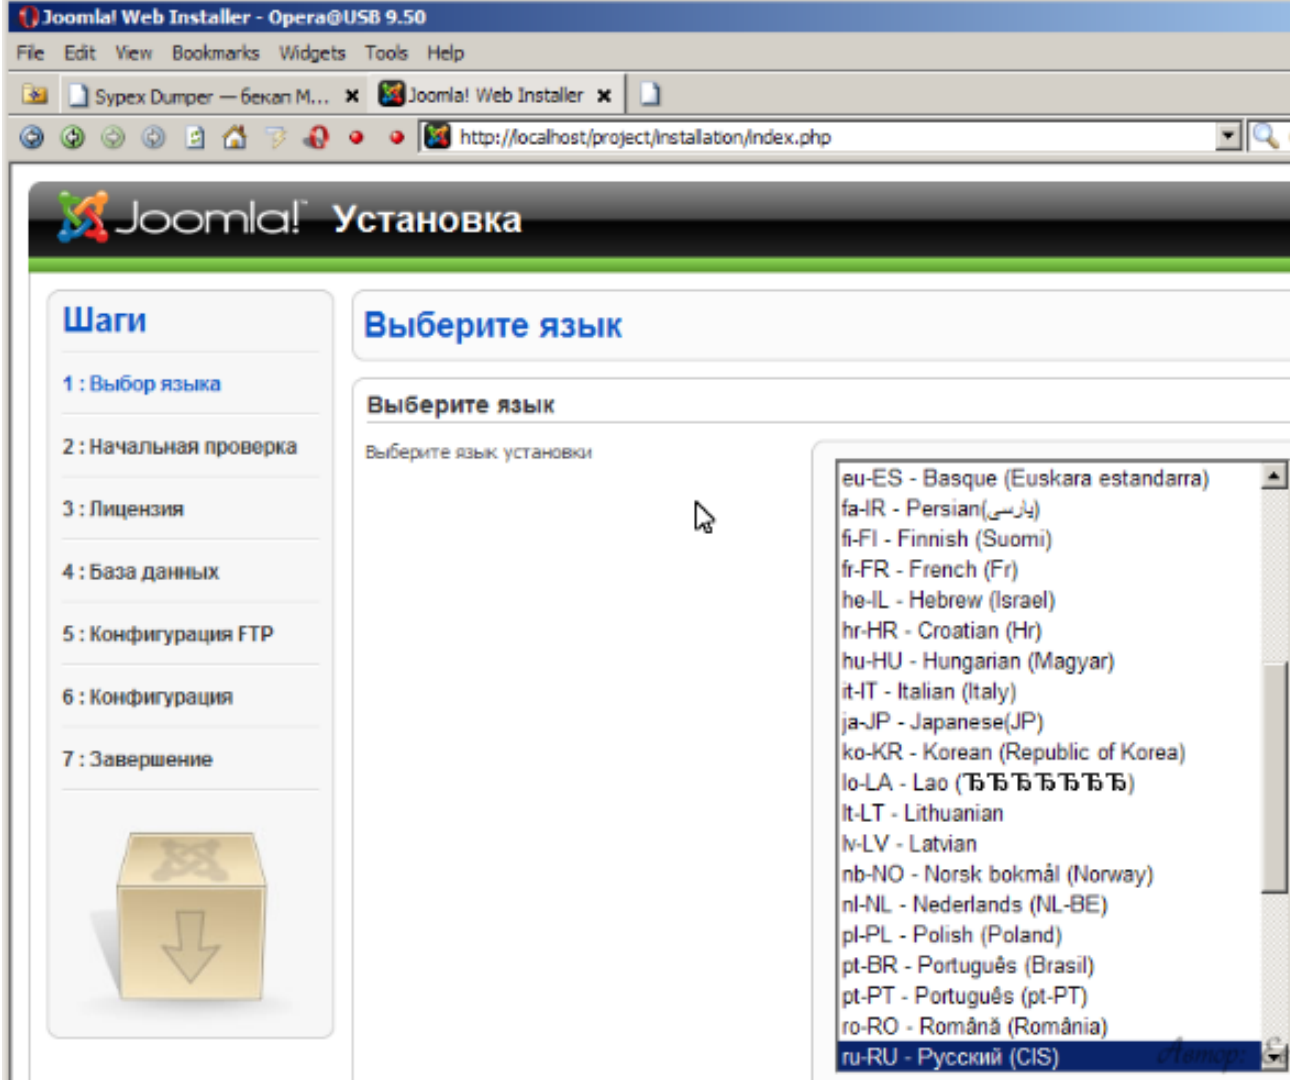 Joomla! Web Installer - Opera@USB 9.50
File Edit View Bookmarks Widgets Tools Help
Sypex Dumper — бекап М... Joomla! Web Installer
http://localhost/project/installation/index.php
Joomla!™ Установка
Шаги
1 : Выбор языка
2 : Начальная проверка
3 : Лицензия
4 : База данных
5 : Конфигурация FTP
6 : Конфигурация
7 : Завершение
Выберите язык
Выберите язык
Выберите язык установки
eu-ES - Basque (Euskara estandarra)
fa-IR - Persian(پارسی)
fi-FI - Finnish (Suomi)
fr-FR - French (Fr)
he-IL - Hebrew (Israel)
hr-HR - Croatian (Hr)
hu-HU - Hungarian (Magyar)
it-IT - Italian (Italy)
ja-JP - Japanese(JP)
ko-KR - Korean (Republic of Korea)
lo-LA - Lao (ЂЂЂЂЂЂЂ)
lt-LT - Lithuanian
lv-LV - Latvian
nb-NO - Norsk bokmål (Norway)
nl-NL - Nederlands (NL-BE)
pl-PL - Polish (Poland)
pt-BR - Português (Brasil)
pt-PT - Português (pt-PT)
ro-RO - Română (România)
ru-RU - Русский (CIS)
Автор: